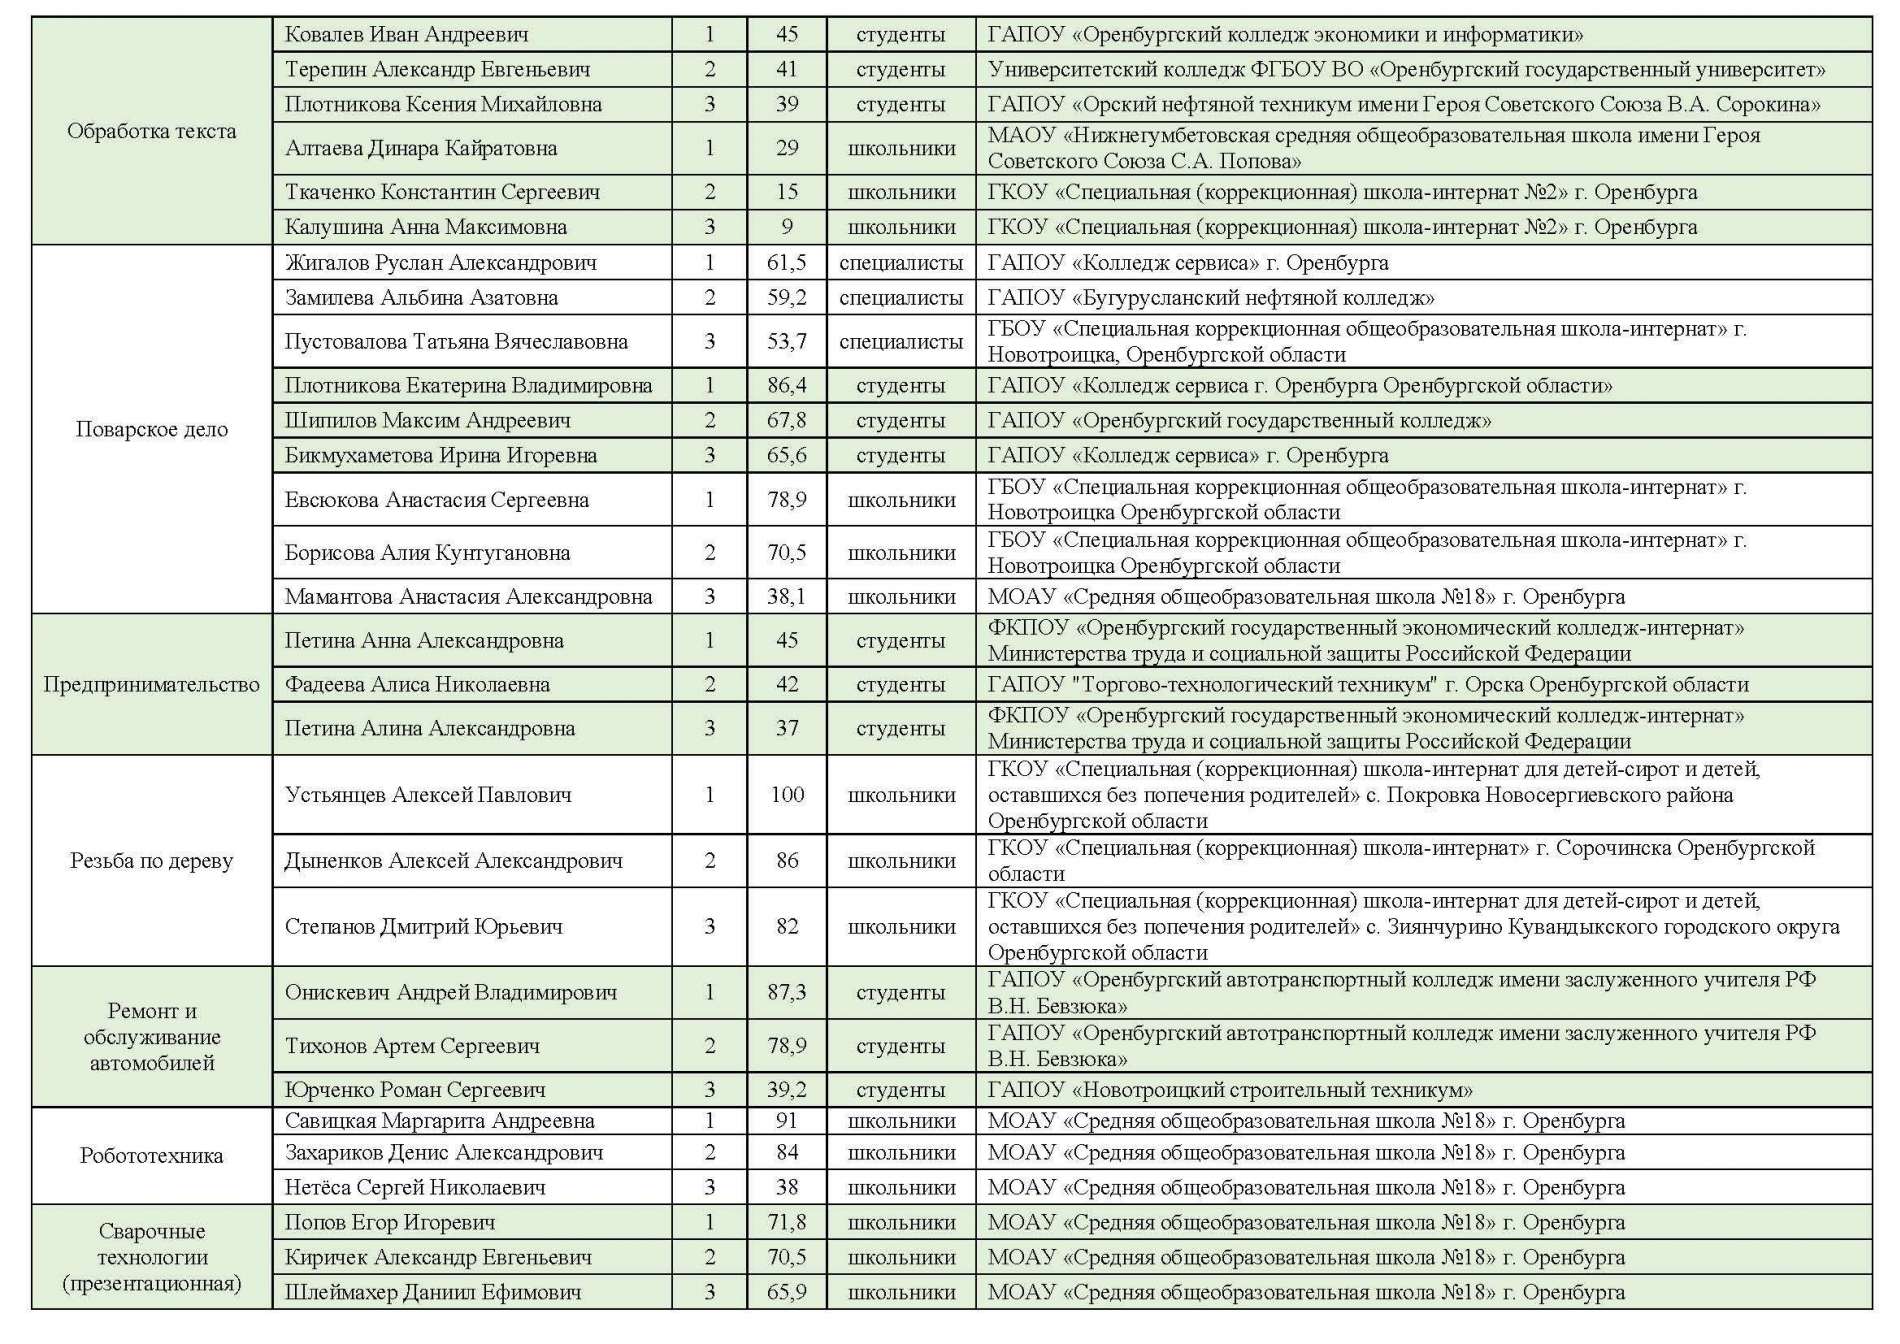 Обработка текста
Ковалев Иван Андреевич 1 45 студенты ГАПОУ «Оренбургский колледж экономики и информатики»
Терепин Александр Евгеньевич 2 41 студенты Университетский колледж ФГБОУ ВО «Оренбургский государственный университет»
Плотникова Ксения Михайловна 3 39 студенты ГАПОУ «Орский нефтяной техникум имени Героя Советского Союза В.А. Сорокина»
Алтаева Динара Кайратовна 1 29 школьники МАОУ «Нижнегумбетовская средняя общеобразовательная школа имени Героя
Советского Союза С.А. Попова»
Ткаченко Константин Сергеевич 2 15 школьники ГКОУ «Специальная (коррекционная) школа-интернат №2» г. Оренбурга
Калушина Анна Максимовна 3 9 школьники ГКОУ «Специальная (коррекционная) школа-интернат №2» г. Оренбурга
Поварское дело
Жигалов Руслан Александрович 1 61,5 специалисты ГАПОУ «Колледж сервиса» г. Оренбурга
Замилева Альбина Азатовна 2 59,2 специалисты ГАПОУ «Бугурусланский нефтяной колледж»
Пустовалова Татьяна Вячеславовна 3 53,7 специалисты ГБОУ «Специальная коррекционная общеобразовательная школа-интернат» г.
Новотроицка, Оренбургской области
Плотникова Екатерина Владимировна 1 86,4 студенты ГАПОУ «Колледж сервиса г. Оренбурга Оренбургской области»
Шипилов Максим Андреевич 2 67,8 студенты ГАПОУ «Оренбургский государственный колледж»
Бикмухаметова Ирина Игоревна 3 65,6 студенты ГАПОУ «Колледж сервиса» г. Оренбурга
Евсюкова Анастасия Сергеевна 1 78,9 школьники ГБОУ «Специальная коррекционная общеобразовательная школа-интернат» г.
Новотроицка Оренбургской области
Борисова Алия Кунтугановна 2 70,5 школьники ГБОУ «Специальная коррекционная общеобразовательная школа-интернат» г.
Новотроицка Оренбургской области
Мамантова Анастасия Александровна 3 38,1 школьники МОАУ «Средняя общеобразовательная школа №18» г. Оренбурга
Предпринимательство
Петина Анна Александровна 1 45 студенты ФКПОУ «Оренбургский государственный экономический колледж-интернат»
Министерства труда и социальной защиты Российской Федерации
Фадеева Алиса Николаевна 2 42 студенты ГАПОУ "Торгово-технологический техникум" г. Орска Оренбургской области
Петина Алина Александровна 3 37 студенты ФКПОУ «Оренбургский государственный экономический колледж-интернат»
Министерства труда и социальной защиты Российской Федерации
Резьба по дереву
Устьянцев Алексей Павлович 1 100 школьники ГКОУ «Специальная (коррекционная) школа-интернат для детей-сирот и детей,
оставшихся без попечения родителей» с. Покровка Новосергиевского района
Оренбургской области
Дыненков Алексей Александрович 2 86 школьники ГКОУ «Специальная (коррекционная) школа-интернат» г. Сорочинска Оренбургской
области
Степанов Дмитрий Юрьевич 3 82 школьники ГКОУ «Специальная (коррекционная) школа-интернат для детей-сирот и детей,
оставшихся без попечения родителей» с. Зиянчурино Кувандыкского городского округа
Оренбургской области
Ремонт и
обслуживание
автомобилей
Онискевич Андрей Владимирович 1 87,3 студенты ГАПОУ «Оренбургский автотранспортный колледж имени заслуженного учителя РФ
В.Н. Бевзюка»
Тихонов Артем Сергеевич 2 78,9 студенты ГАПОУ «Оренбургский автотранспортный колледж имени заслуженного учителя РФ
В.Н. Бевзюка»
Юрченко Роман Сергеевич 3 39,2 студенты ГАПОУ «Новотроицкий строительный техникум»
Робототехника
Савицкая Маргарита Андреевна 1 91 школьники МОАУ «Средняя общеобразовательная школа №18» г. Оренбурга
Захариков Денис Александрович 2 84 школьники МОАУ «Средняя общеобразовательная школа №18» г. Оренбурга
Нетёса Сергей Николаевич 3 38 школьники МОАУ «Средняя общеобразовательная школа №18» г. Оренбурга
Сварочные
технологии
(презентационная)
Попов Егор Игоревич 1 71,8 школьники МОАУ «Средняя общеобразовательная школа №18» г. Оренбурга
Киричек Александр Евгеньевич 2 70,5 школьники МОАУ «Средняя общеобразовательная школа №18» г. Оренбурга
Шлеймахер Даниил Ефимович 3 65,9 школьники МОАУ «Средняя общеобразовательная школа №18» г. Оренбурга